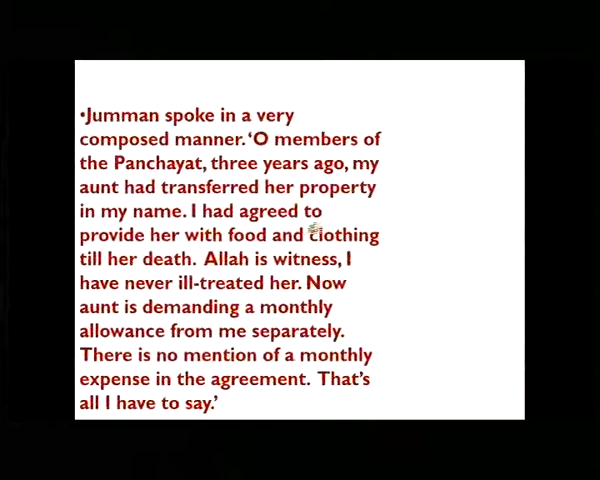 •Jumman spoke in a very
composed manner. ‘O members of
the Panchayat, three years ago, my
aunt had transferred her property
in my name. I had agreed to
provide her with food and clothing
till her death. Allah is witness, I
have never ill-treated her. Now
aunt is demanding a monthly
allowance from me separately.
There is no mention of a monthly
expense in the agreement. That’s
all I have to say.’